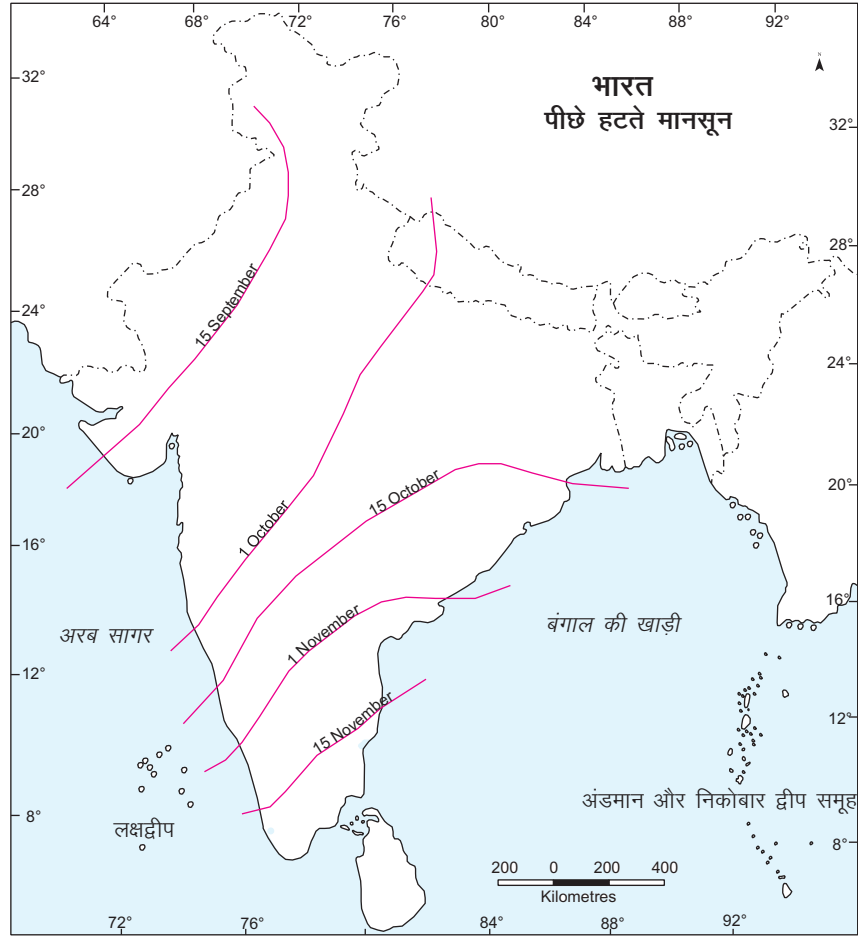 64° 68° 72° 76° 80° 84° 88° 92°
N
भारत
पीछे हटते मानसून
32°
32°
28°
28°
24°
24°
20°
20°
16°
16°
12°
12°
8°
8°
15 September
1 October
15 October
1 November
15 November
अरब सागर
बंगाल की खाड़ी
लक्षद्वीप
अंडमान और निकोबार द्वीप समूह
200 0 200 400
Kilometres
72° 76° 84° 88° 92°